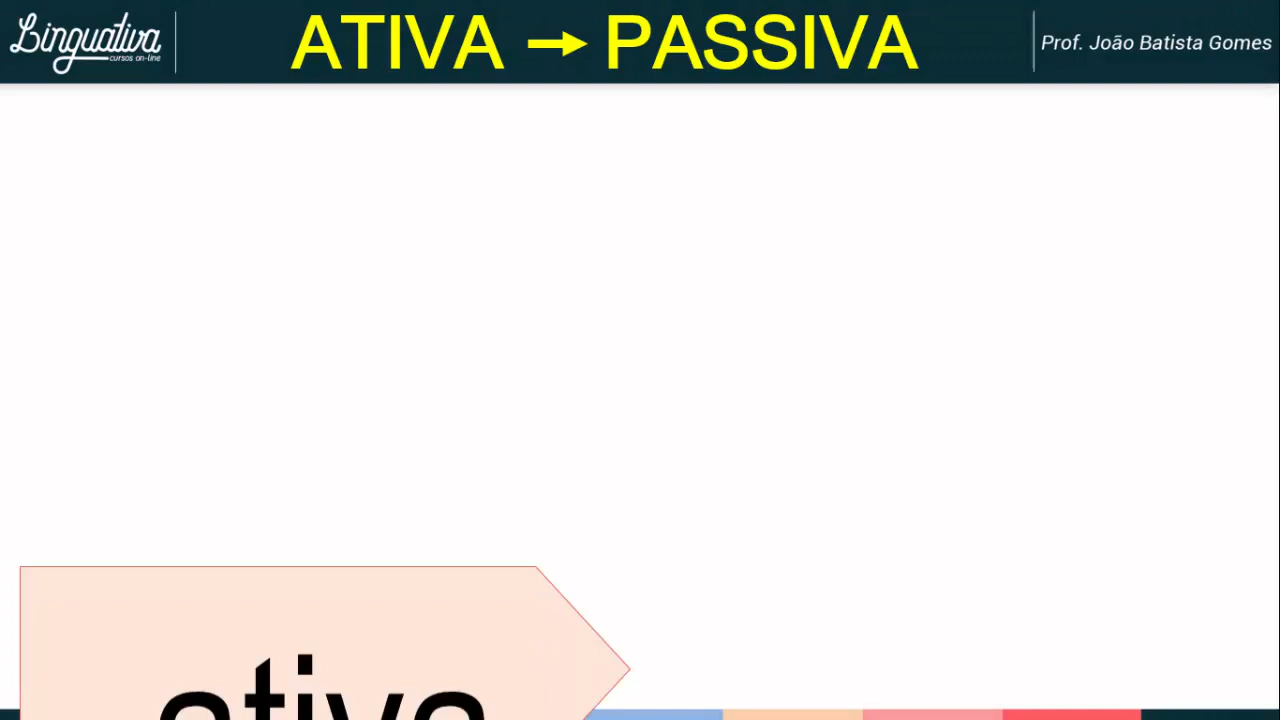 Linguativa
cursos on-line
ATIVA → PASSIVA
Prof. João Batista Gomes
ativa